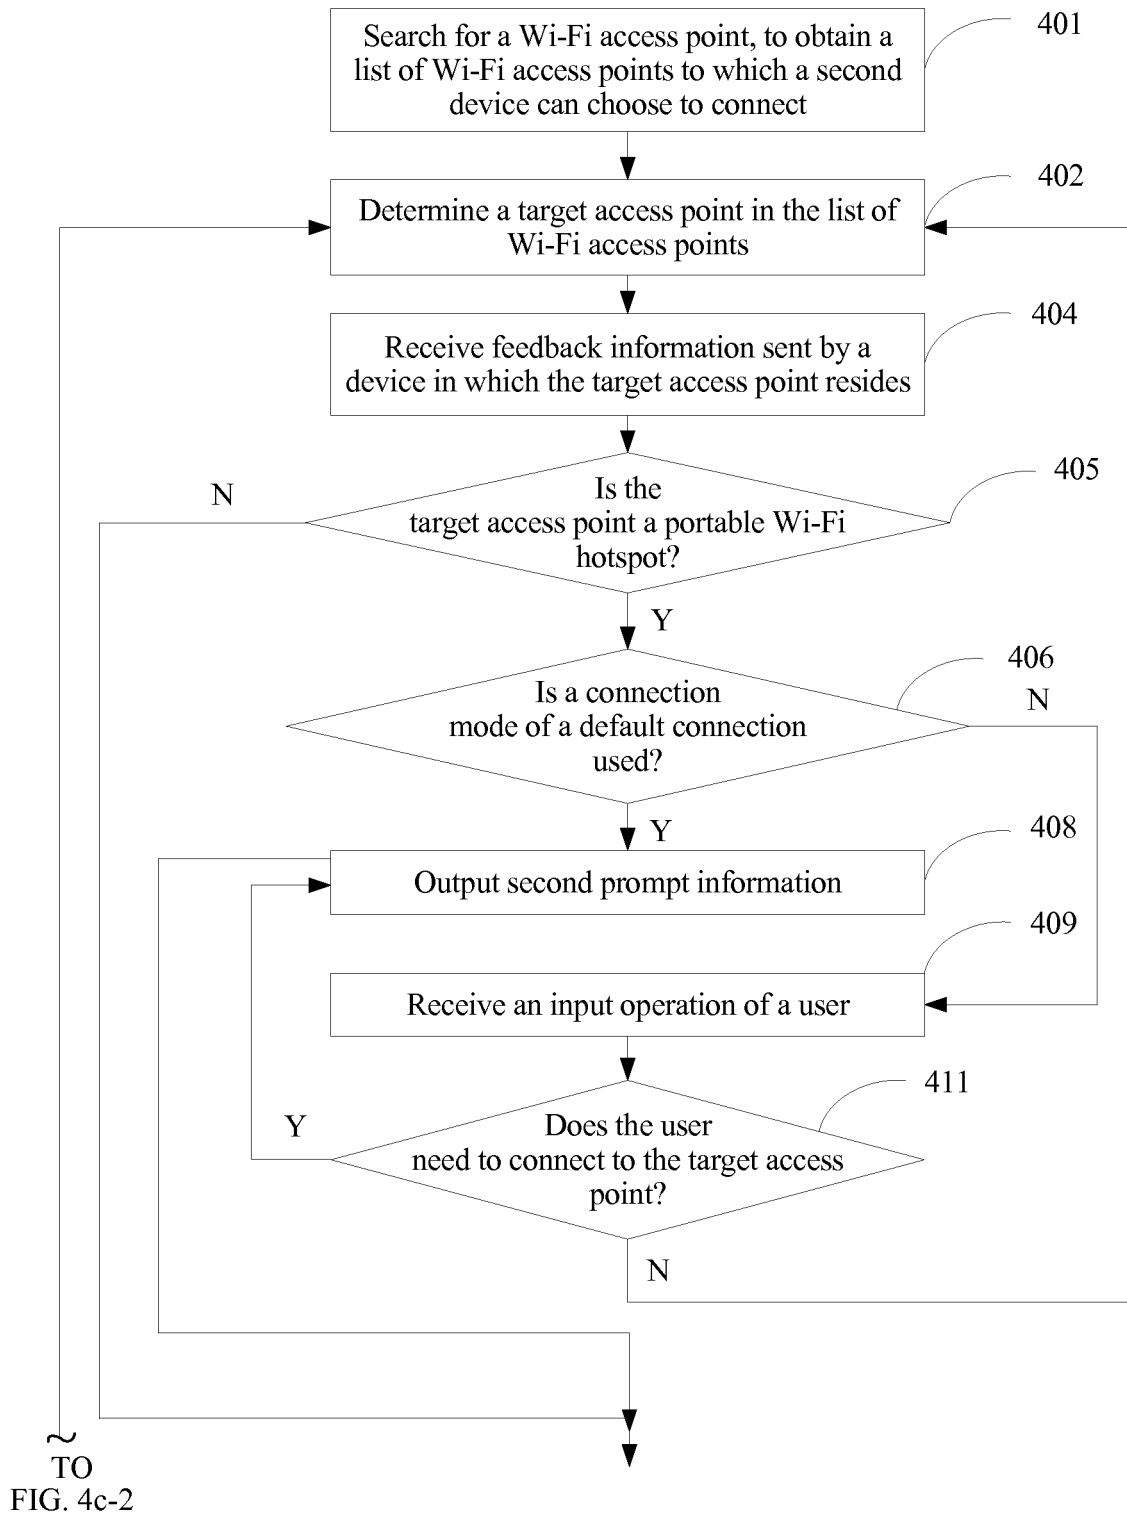 Search for a Wi-Fi access point, to obtain a
list of Wi-Fi access points to which a second
device can choose to connect
401
Determine a target access point in the list of
Wi-Fi access points
402
Receive feedback information sent by a
device in which the target access point resides
404
Is the
target access point a portable Wi-Fi
hotspot?
405
N
Y
Is a connection
mode of a default connection
used?
406
N
Y
Output second prompt information
408
Receive an input operation of a user
409
Does the user
need to connect to the target access
point?
411
Y
N
TO
FIG. 4c-2